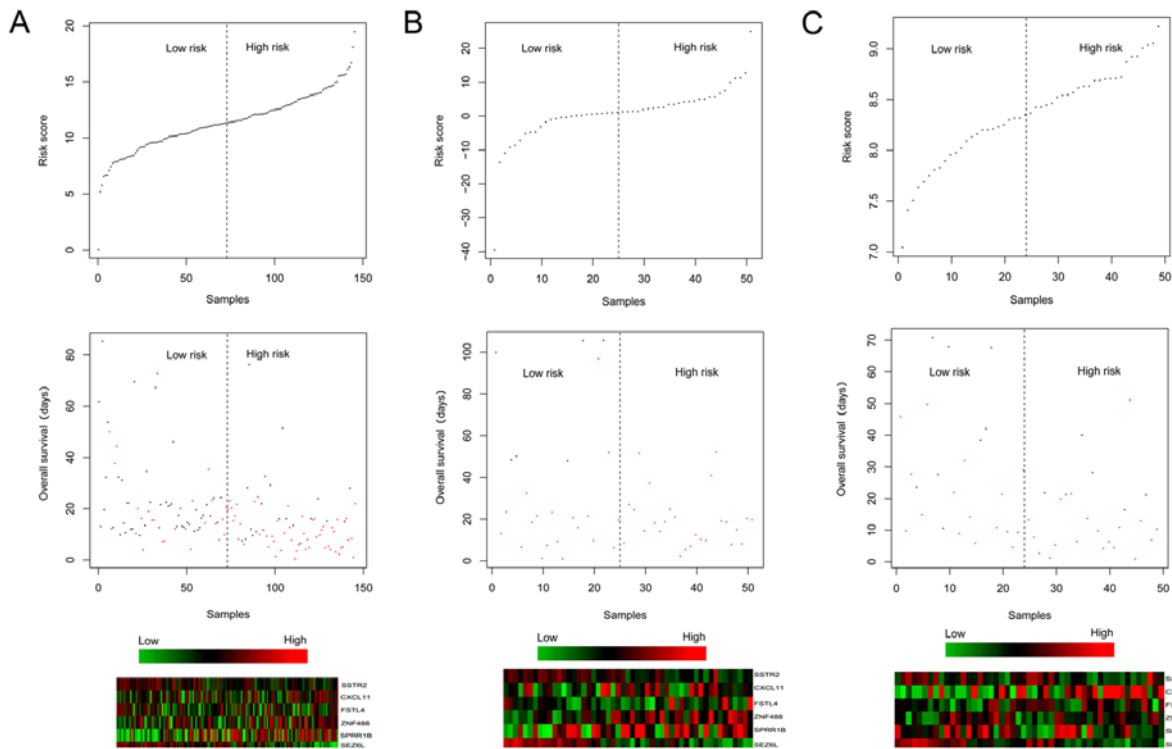 A
20
15
10
5
0
Risk score
Low risk
High risk
0
50
100
150
Samples
80
60
40
20
0
Overall survival (days)
Low risk
High risk
0
50
100
150
Samples
Low
High
SSTR2
CXCL11
FSTL4
ZNF488
SPRR1B
SEZ6L
B
20
10
0
−10
−20
−30
−40
Risk score
Low risk
High risk
0
10
20
30
40
50
Samples
100
80
60
40
20
0
Overall survival (days)
Low risk
High risk
0
10
20
30
40
50
Samples
Low
High
SSTR2
CXCL11
FSTL4
ZNF488
SPRR1B
SEZ6L
C
9.0
8.5
8.0
7.5
7.0
Risk score
Low risk
High risk
0
10
20
30
40
50
Samples
70
60
50
40
30
20
10
0
Overall survival (days)
Low risk
High risk
0
10
20
30
40
50
Samples
Low
High